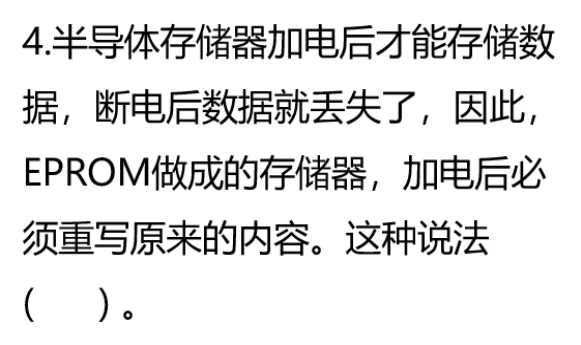 4.半导体存储器加电后才能存储数
据，断电后数据就丢失了，因此，
EPROM做成的存储器，加电后必
须重写原来的内容。这种说法
(      )。